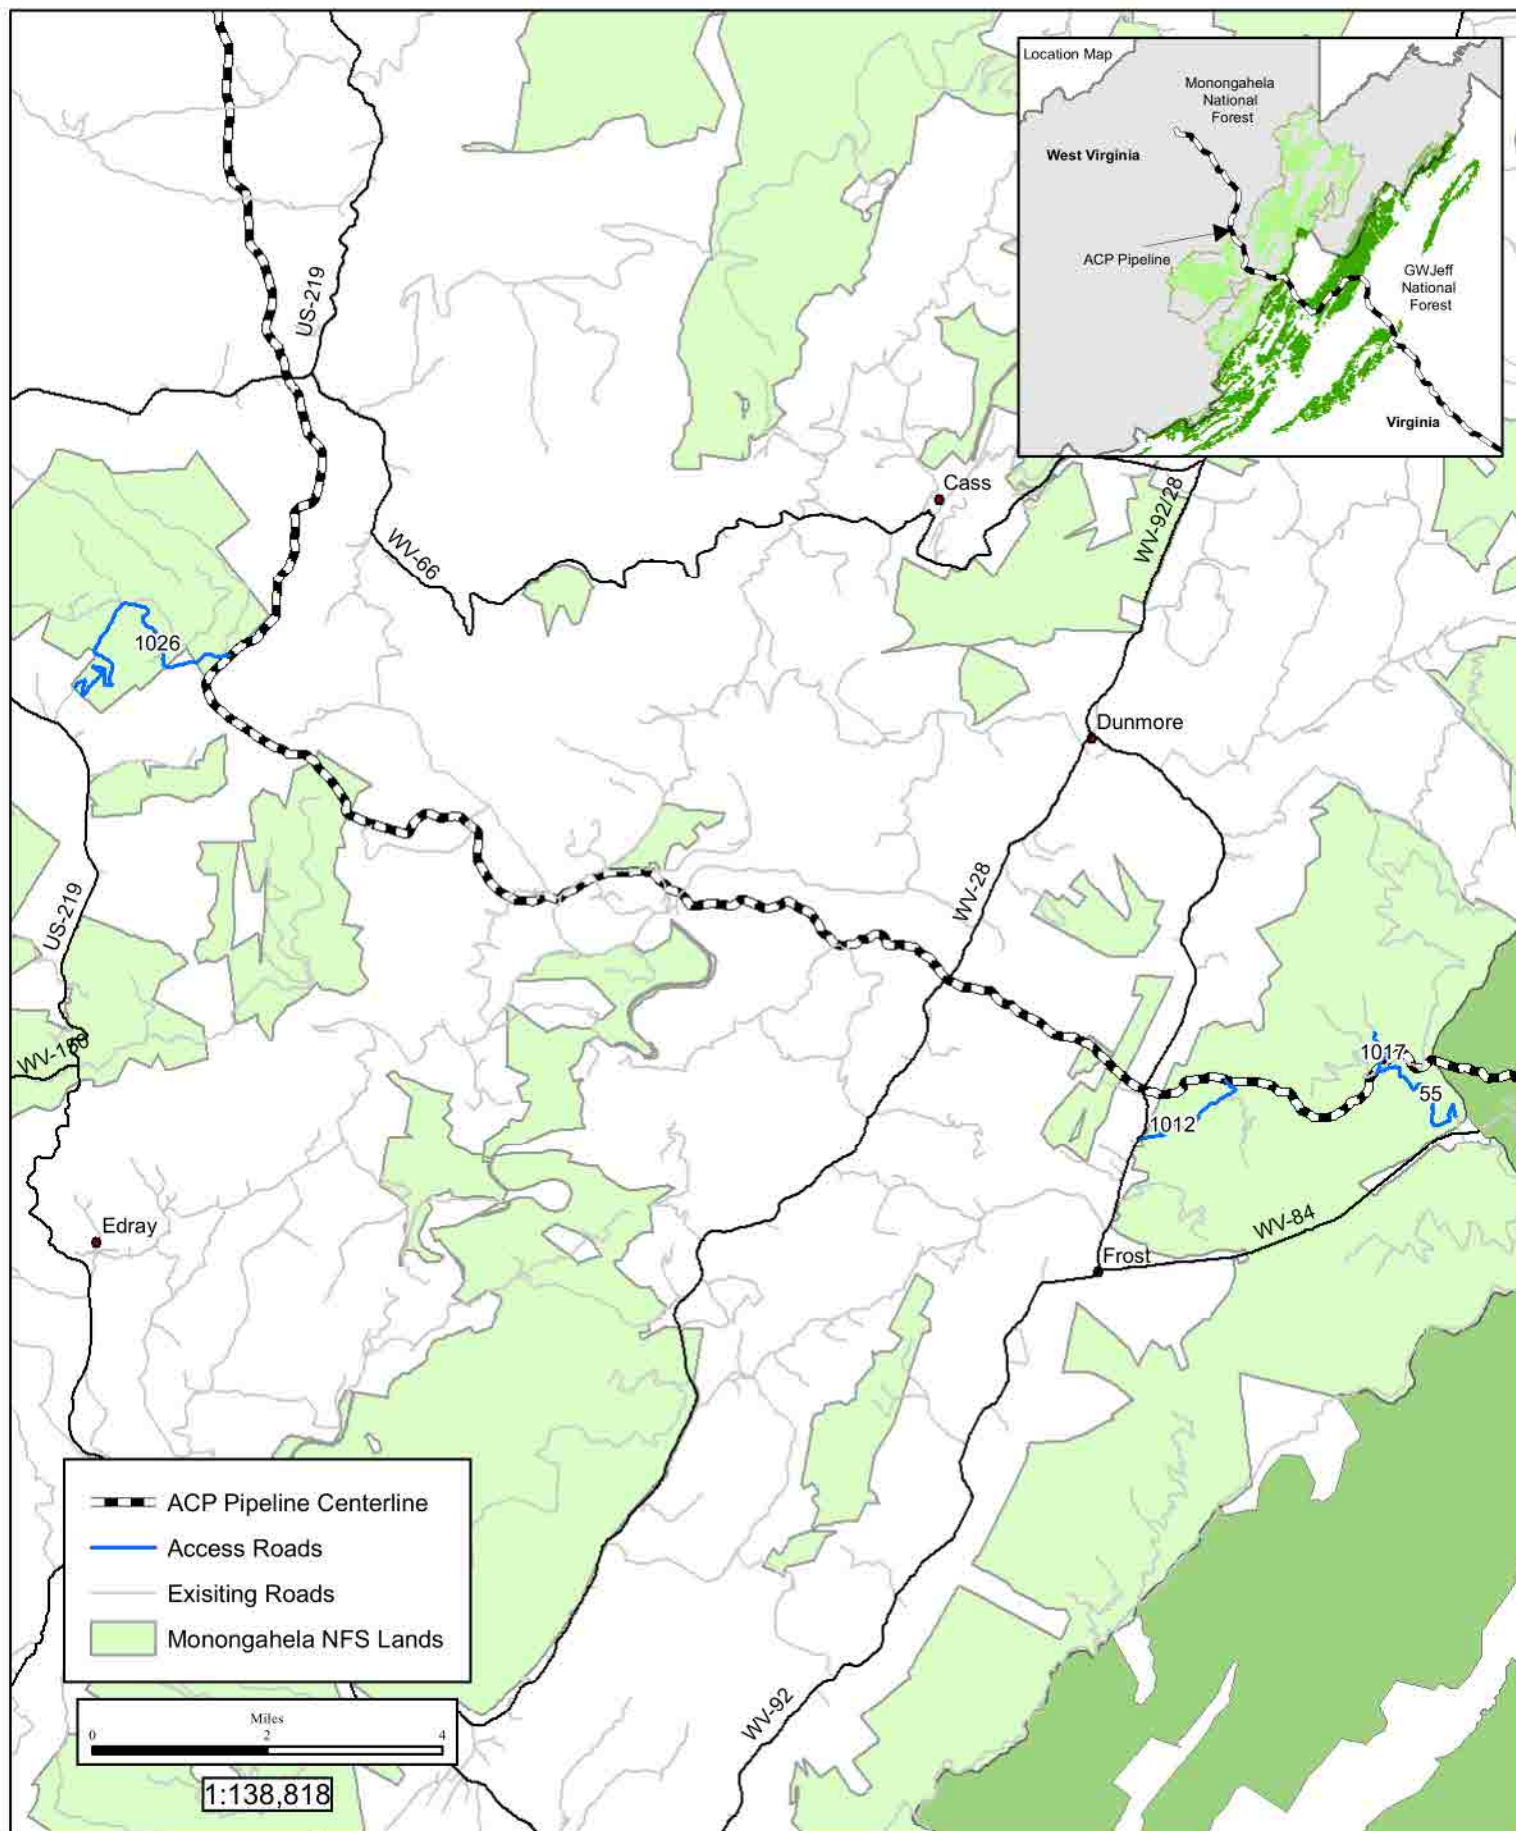 Location Map
Monongahela
National
Forest
West Virginia
ACP Pipeline
GWJeff
National
Forest
Virginia
US-219
WV-66
Cass
WV-92/28
1026
Dunmore
US-219
WV-28
WV-150
1017
55
1012
Edray
WV-84
Frost
WV-92
ACP Pipeline Centerline
Access Roads
Exisiting Roads
Monongahela NFS Lands
Miles
0 2 4
1:138,818